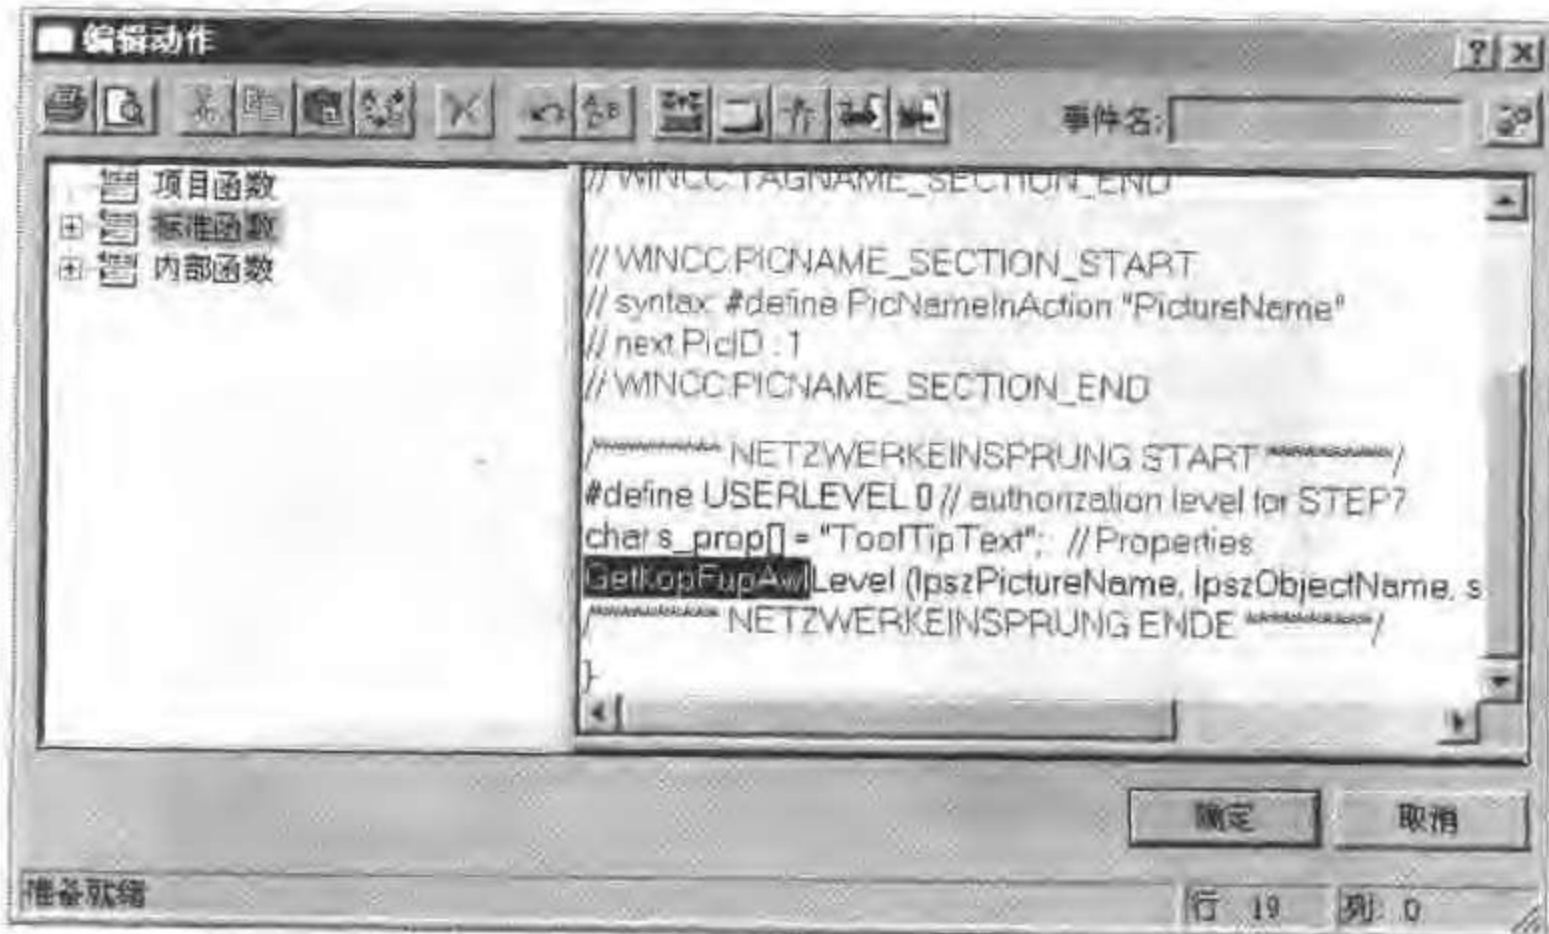 编辑动作
事件名:
项目函数
标准函数
内部函数
// WINCC:TAGNAME_SECTION_END
// WINCC:PICNAME_SECTION_START
// syntax: #define PicNameInAction "PictureName"
// next PicID : 1
// WINCC:PICNAME_SECTION_END
/********** NETZWERKEINSPRUNG START **********/
#define USERLEVEL 0 // authorization level for STEP7
char s_prop[] = "ToolTipText"; // Properties
GetKopFupAwlLevel (lpszPictureName, lpszObjectName, s
/********** NETZWERKEINSPRUNG ENDE **********/
}
确定
取消
准备就绪
行 19
列: 0